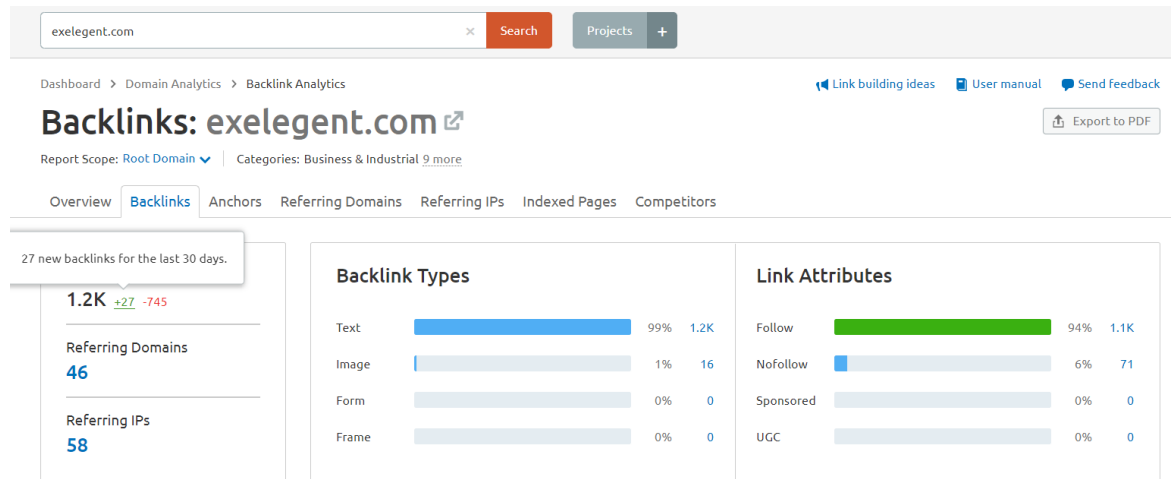 exelegent.com × Search Projects +
Dashboard > Domain Analytics > Backlink Analytics Link building ideas User manual Send feedback
Backlinks: exelegent.com Export to PDF
Report Scope: Root Domain Categories: Business & Industrial 9 more
Overview Backlinks Anchors Referring Domains Referring IPs Indexed Pages Competitors
27 new backlinks for the last 30 days.
1.2K +27 -745
Referring Domains
46
Referring IPs
58
Backlink Types
Text 99% 1.2K
Image 1% 16
Form 0% 0
Frame 0% 0
Link Attributes
Follow 94% 1.1K
Nofollow 6% 71
Sponsored 0% 0
UGC 0% 0